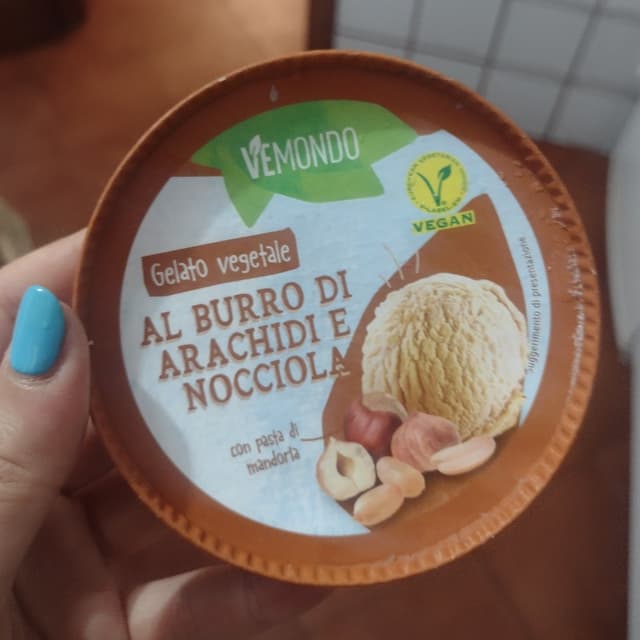 VEMONDO
VEGAN
Gelato vegetale
AL BURRO DI
ARACHIDI E
NOCCIOLA
con pasta di
mandorla
Suggerimento di presentazione